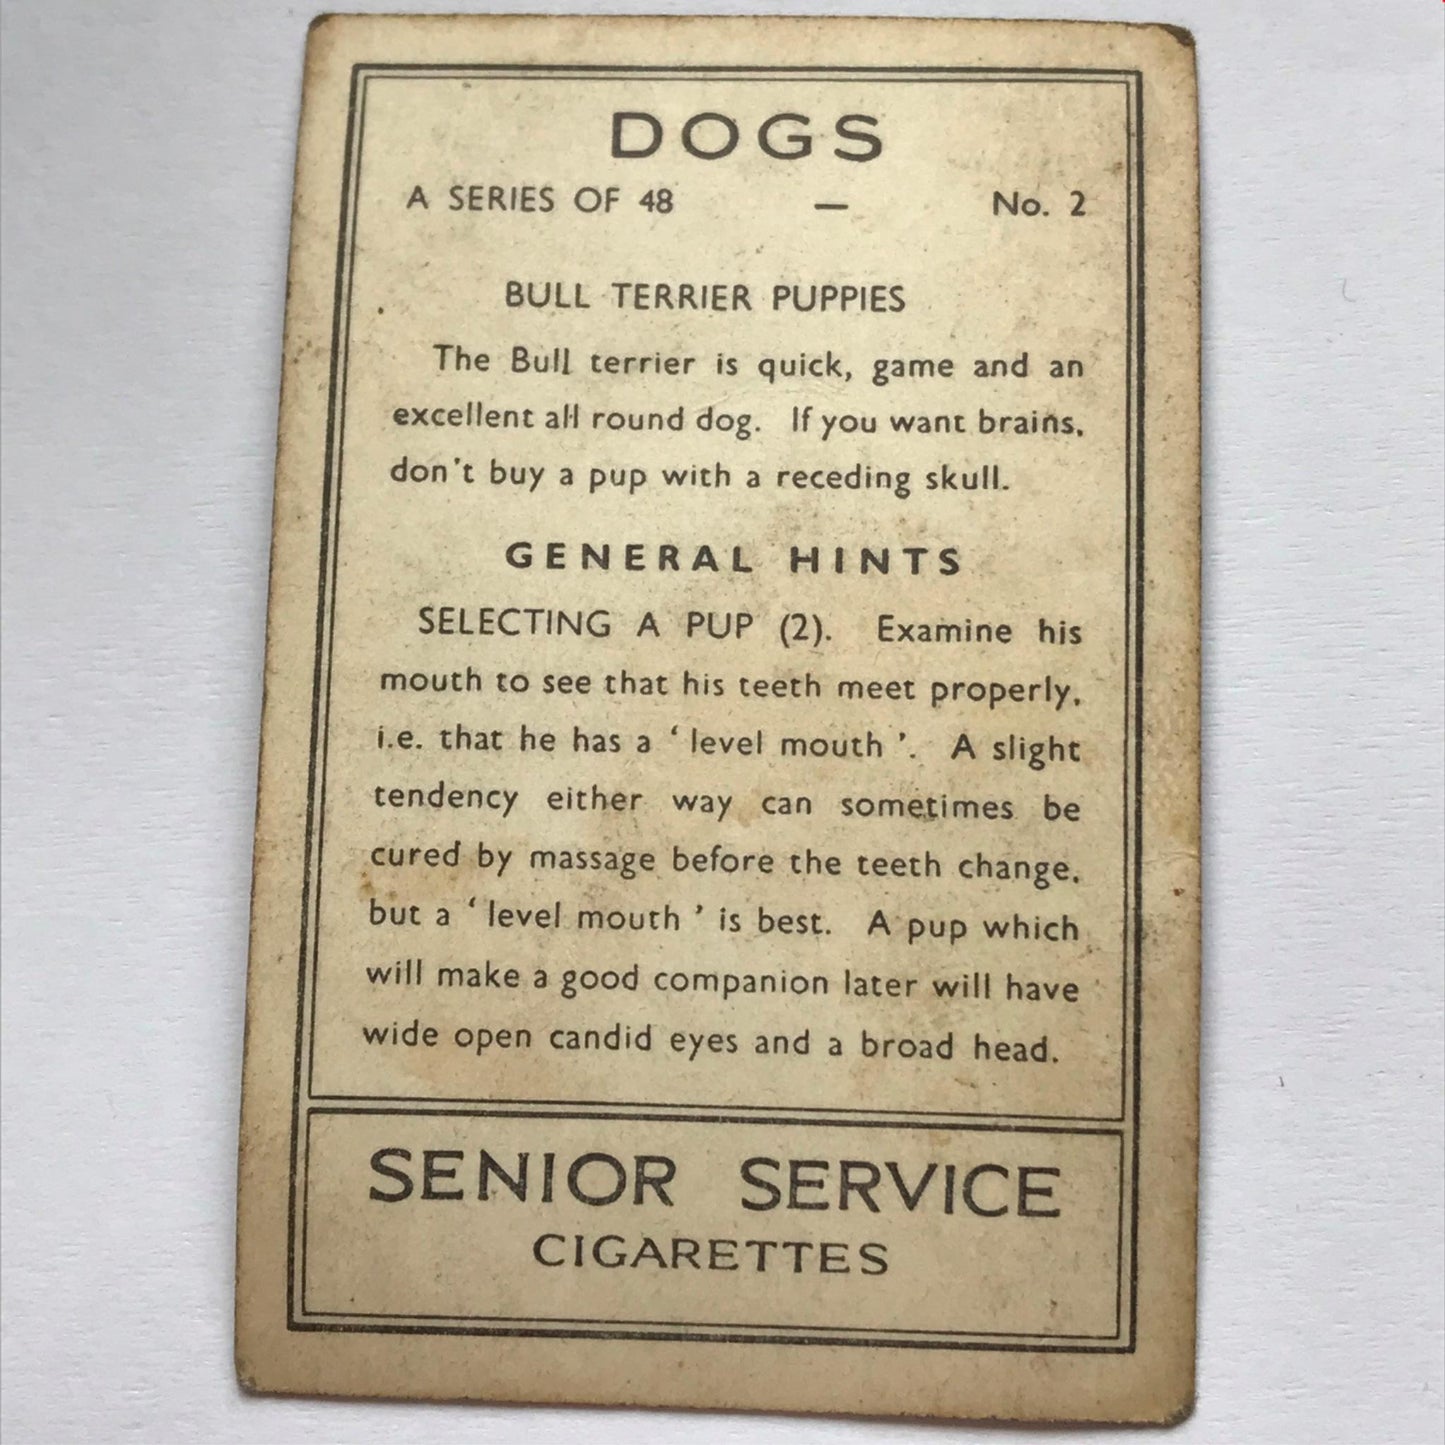 DOGS
A SERIES OF 48 — No. 2
BULL TERRIER PUPPIES
The Bull terrier is quick, game and an
excellent all round dog. If you want brains,
don't buy a pup with a receding skull.
GENERAL HINTS
SELECTING A PUP (2). Examine his
mouth to see that his teeth meet properly,
i.e. that he has a ‘ level mouth ’. A slight
tendency either way can sometimes be
cured by massage before the teeth change,
but a ‘ level mouth ’ is best. A pup which
will make a good companion later will have
wide open candid eyes and a broad head.
SENIOR SERVICE
CIGARETTES